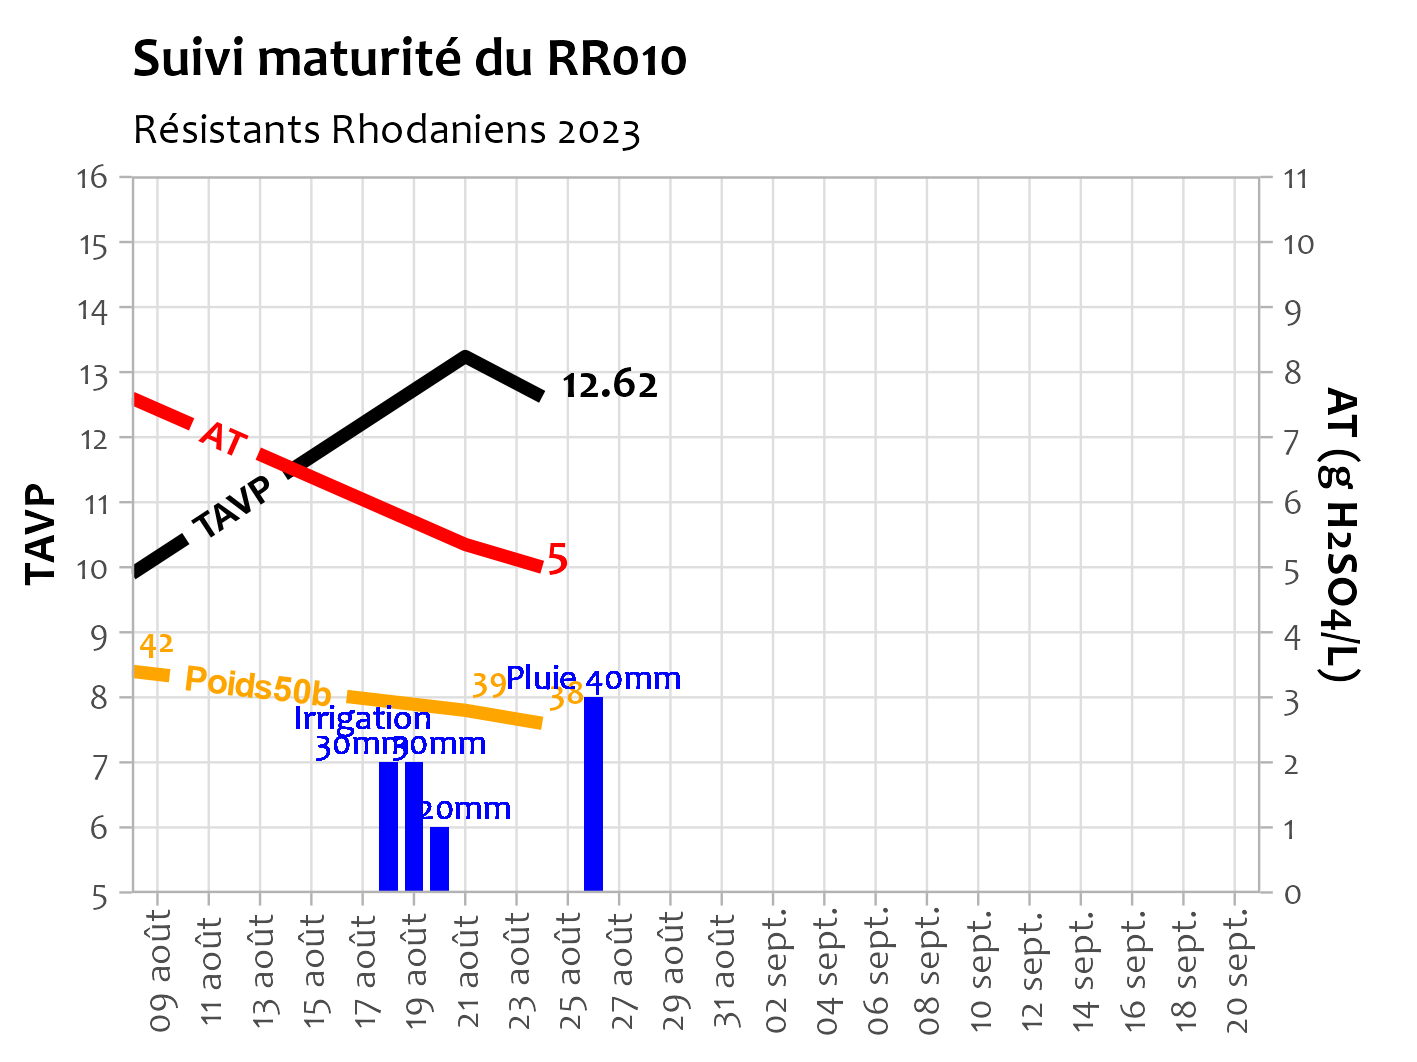 Suivi maturité du RR010
Résistants Rhodaniens 2023
16
15
14
13
12
11
10
9
8
7
6
5
TAVP
11
10
9
8
7
6
5
4
3
2
1
0
AT (g H2SO4/L)
12.62
AT
TAVP
5
42
Poids50b
39
38
Pluie 40mm
Irrigation
30mm
30mm
20mm
09 août
11 août
13 août
15 août
17 août
19 août
21 août
23 août
25 août
27 août
29 août
31 août
02 sept.
04 sept.
06 sept.
08 sept.
10 sept.
12 sept.
14 sept.
16 sept.
18 sept.
20 sept.